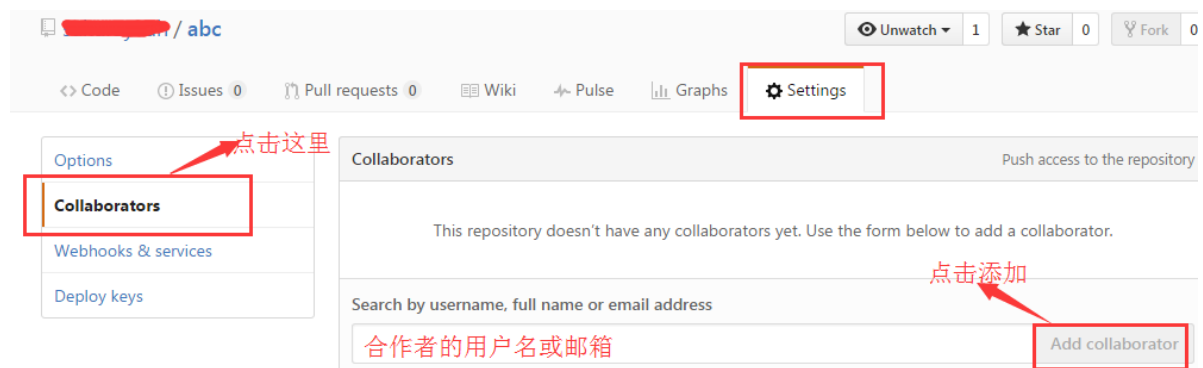 / abc
Unwatch 1 Star 0 Fork 0
Code Issues 0 Pull requests 0 Wiki Pulse Graphs Settings
点击这里
Options
Collaborators
Webhooks & services
Deploy keys
Collaborators Push access to the repository
This repository doesn't have any collaborators yet. Use the form below to add a collaborator.
点击添加
Search by username, full name or email address
合作者的用户名或邮箱 Add collaborator